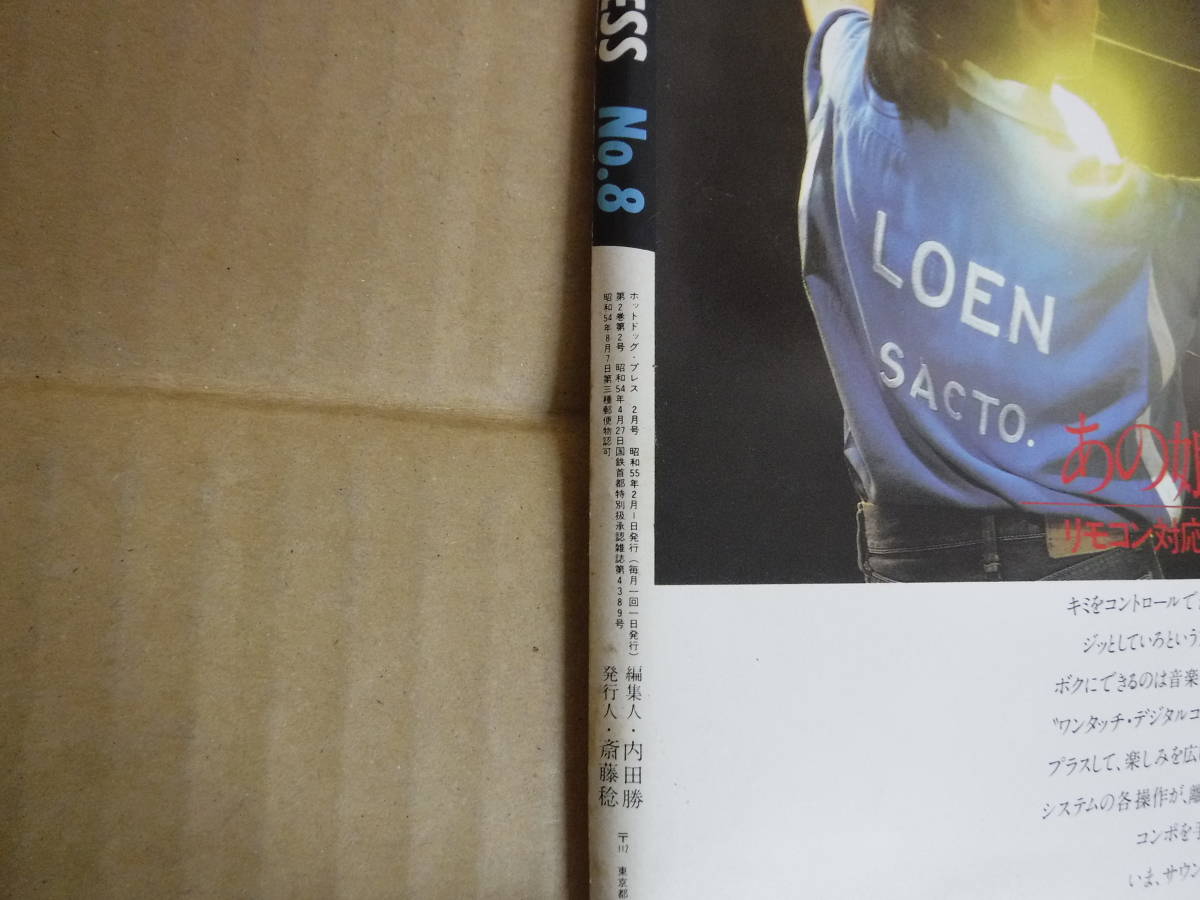 ESS No.8
ホットドッグ・プレス 2月号 昭和55年2月1日発行(毎月一回一日発行)
第2巻第2号 昭和54年4月27日国鉄首都特別扱承認雑誌第4389号
昭和54年8月7日第三種郵便物認可
編集人・内田勝
発行人・斎藤稔
〒112 東京都
LOEN
SACTO.
あの
リモコン対応
キミをコントロールで
ジッとしていろという
ボクにできるのは音楽
"ワンタッチ・デジタルコ
プラスして、楽しみを広
システムの各操作が、離
コンポを
いま、サウン